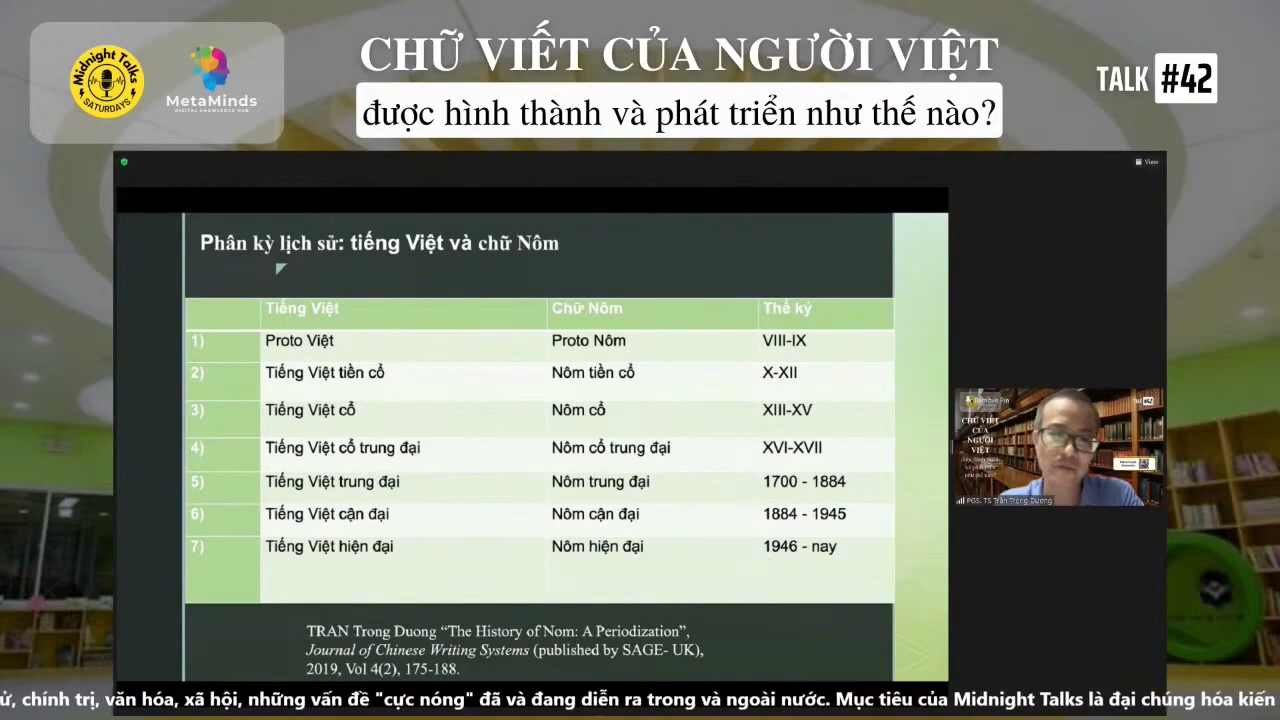 Midnight Talks
SATURDAYS
MetaMinds
DIGITAL KNOWLEDGE HUB
CHỮ VIẾT CỦA NGƯỜI VIỆT
được hình thành và phát triển như thế nào?
TALK #42
View
Phân kỳ lịch sử: tiếng Việt và chữ Nôm
Tiếng Việt Chữ Nôm Thế kỷ
1) Proto Việt Proto Nôm VIII-IX
2) Tiếng Việt tiền cổ Nôm tiền cổ X-XII
3) Tiếng Việt cổ Nôm cổ XIII-XV
4) Tiếng Việt cổ trung đại Nôm cổ trung đại XVI-XVII
5) Tiếng Việt trung đại Nôm trung đại 1700 - 1884
6) Tiếng Việt cận đại Nôm cận đại 1884 - 1945
7) Tiếng Việt hiện đại Nôm hiện đại 1946 - nay
TRAN Trong Duong “The History of Nom: A Periodization”,
Journal of Chinese Writing Systems (published by SAGE- UK),
2019, Vol 4(2), 175-188.
Remove Pin
#42
CHỮ VIẾT
CỦA
NGƯỜI
VIỆT
PGS. TS Trần Trọng Dương
ử, chính trị, văn hóa, xã hội, những vấn đề "cực nóng" đã và đang diễn ra trong và ngoài nước. Mục tiêu của Midnight Talks là đại chúng hóa kiến